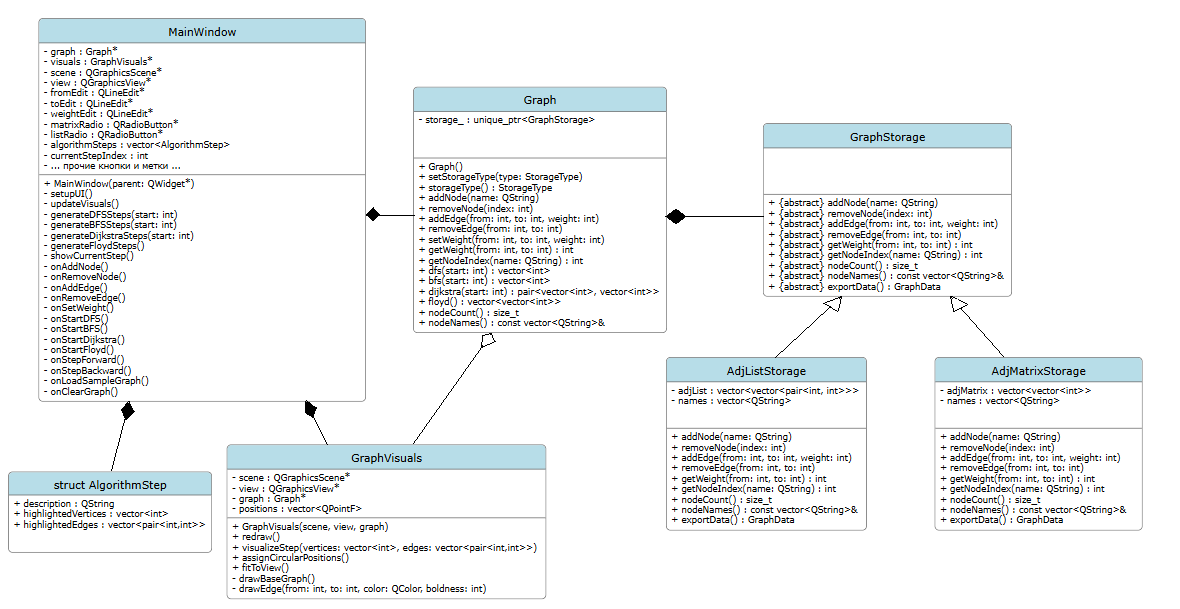 MainWindow
- graph : Graph*
- visuals : GraphVisuals*
- scene : QGraphicsScene*
- view : QGraphicsView*
- fromEdit : QLineEdit*
- toEdit : QLineEdit*
- weightEdit : QLineEdit*
- matrixRadio : QRadioButton*
- listRadio : QRadioButton*
- algorithmSteps : vector<AlgorithmStep>
- currentStepIndex : int
- ... прочие кнопки и метки ...
+ MainWindow(parent: QWidget*)
- setupUI()
- updateVisuals()
- generateDFSSteps(start: int)
- generateBFSSteps(start: int)
- generateDijkstraSteps(start: int)
- generateFloydSteps()
- showCurrentStep()
- onAddNode()
- onRemoveNode()
- onAddEdge()
- onRemoveEdge()
- onSetWeight()
- onStartDFS()
- onStartBFS()
- onStartDijkstra()
- onStartFloyd()
- onStepForward()
- onStepBackward()
- onLoadSampleGraph()
- onClearGraph()
Graph
- storage_ : unique_ptr<GraphStorage>
+ Graph()
+ setStorageType(type: StorageType)
+ storageType() : StorageType
+ addNode(name: QString)
+ removeNode(index: int)
+ addEdge(from: int, to: int, weight: int)
+ removeEdge(from: int, to: int)
+ setWeight(from: int, to: int, weight: int)
+ getWeight(from: int, to: int) : int
+ getNodeIndex(name: QString) : int
+ dfs(start: int) : vector<int>
+ bfs(start: int) : vector<int>
+ dijkstra(start: int) : pair<vector<int>, vector<int>>
+ floyd() : vector<vector<int>>
+ nodeCount() : size_t
+ nodeNames() : const vector<QString>&
GraphStorage
+ {abstract} addNode(name: QString)
+ {abstract} removeNode(index: int)
+ {abstract} addEdge(from: int, to: int, weight: int)
+ {abstract} removeEdge(from: int, to: int)
+ {abstract} getWeight(from: int, to: int) : int
+ {abstract} getNodeIndex(name: QString) : int
+ {abstract} nodeCount() : size_t
+ {abstract} nodeNames() : const vector<QString>&
+ {abstract} exportData() : GraphData
struct AlgorithmStep
+ description : QString
+ highlightedVertices : vector<int>
+ highlightedEdges : vector<pair<int,int>>
GraphVisuals
- scene : QGraphicsScene*
- view : QGraphicsView*
- graph : Graph*
- positions : vector<QPointF>
+ GraphVisuals(scene, view, graph)
+ redraw()
+ visualizeStep(vertices: vector<int>, edges: vector<pair<int,int>>)
+ assignCircularPositions()
+ fitToView()
- drawBaseGraph()
- drawEdge(from: int, to: int, color: QColor, boldness: int)
AdjListStorage
- adjList : vector<vector<pair<int, int>>>
- names : vector<QString>
+ addNode(name: QString)
+ removeNode(index: int)
+ addEdge(from: int, to: int, weight: int)
+ removeEdge(from: int, to: int)
+ getWeight(from: int, to: int) : int
+ getNodeIndex(name: QString) : int
+ nodeCount() : size_t
+ nodeNames() : const vector<QString>&
+ exportData() : GraphData
AdjMatrixStorage
- adjMatrix : vector<vector<int>>
- names : vector<QString>
+ addNode(name: QString)
+ removeNode(index: int)
+ addEdge(from: int, to: int, weight: int)
+ removeEdge(from: int, to: int)
+ getWeight(from: int, to: int) : int
+ getNodeIndex(name: QString) : int
+ nodeCount() : size_t
+ nodeNames() : const vector<QString>&
+ exportData() : GraphData